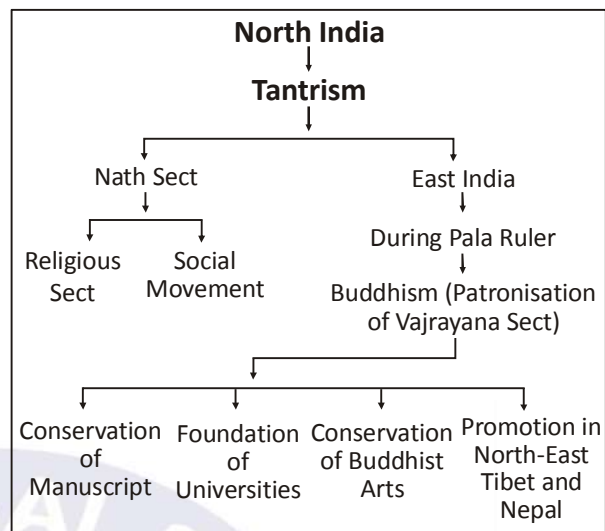 North India
Tantrism
Nath Sect
East India
Religious
Sect
Social
Movement
During Pala Ruler
Buddhism (Patronisation
of Vajrayana Sect)
Conservation
of
Manuscript
Foundation
of
Universities
Conservation
of Buddhist
Arts
Promotion in
North-East
Tibet and
Nepal